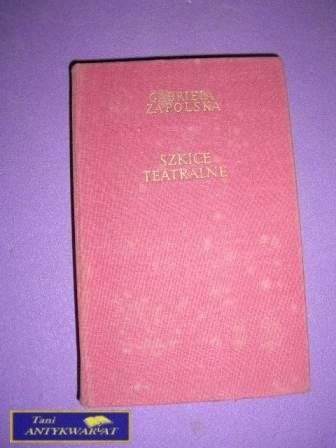 GABRIELA
ZAPOLSKA
SZKICE
TEATRALNE
Tani
ANTYKWARIAT